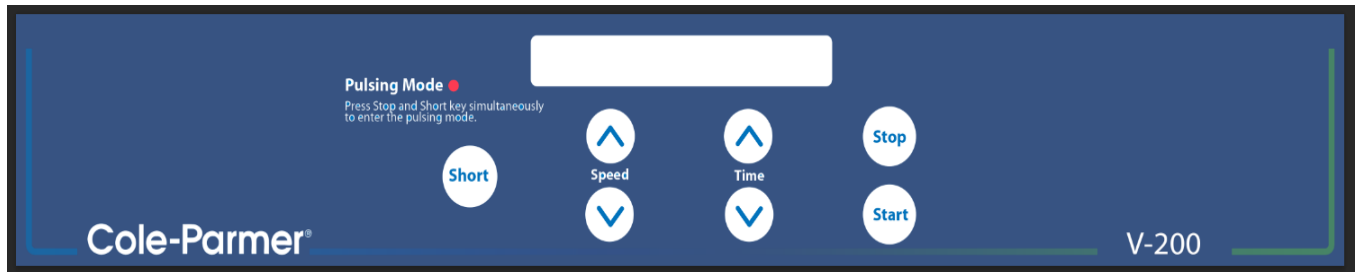 Pulsing Mode
Press Stop and Short key simultaneously
to enter the pulsing mode.
Short
Speed
Time
Stop
Start
Cole-Parmer®
V-200